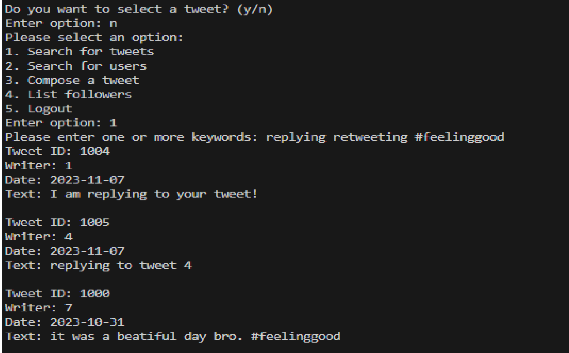 Do you want to select a tweet? (y/n)
Enter option: n
Please select an option:
1. Search for tweets
2. Search for users
3. Compose a tweet
4. List followers
5. Logout
Enter option: 1
Please enter one or more keywords: replying retweeting #feelinggood
Tweet ID: 1004
Writer: 1
Date: 2023-11-07
Text: I am replying to your tweet!
Tweet ID: 1005
Writer: 4
Date: 2023-11-07
Text: replying to tweet 4
Tweet ID: 1000
Writer: 7
Date: 2023-10-31
Text: it was a beatiful day bro. #feelinggood